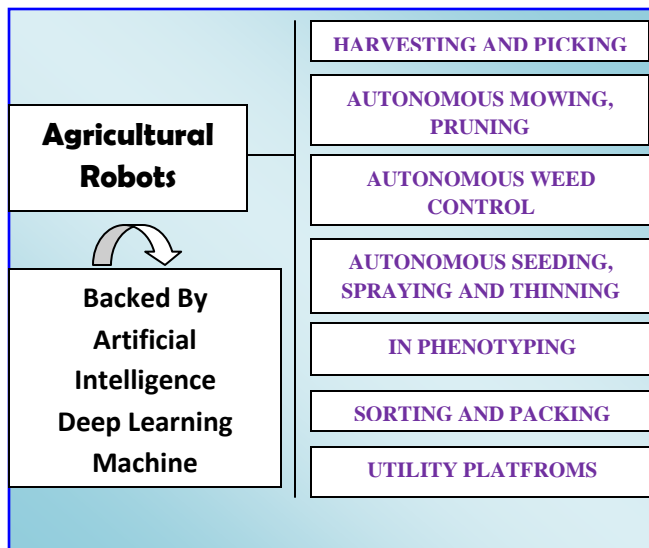 Agricultural
Robots
Backed By
Artificial
Intelligence
Deep Learning
Machine
HARVESTING AND PICKING
AUTONOMOUS MOWING,
PRUNING
AUTONOMOUS WEED
CONTROL
AUTONOMOUS SEEDING,
SPRAYING AND THINNING
IN PHENOTYPING
SORTING AND PACKING
UTILITY PLATFROMS